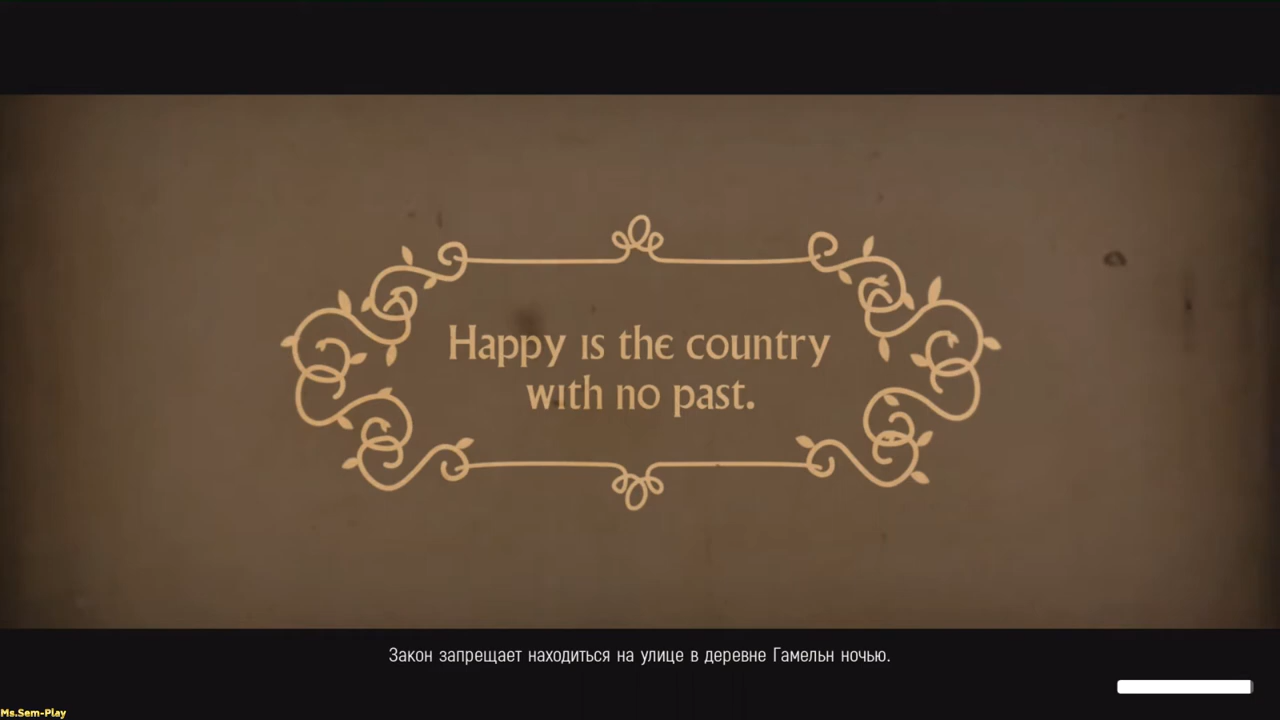 Happy is the country
with no past.
Закон запрещает находиться на улице в деревне Гамельн ночью.
Ms.Sem-Play